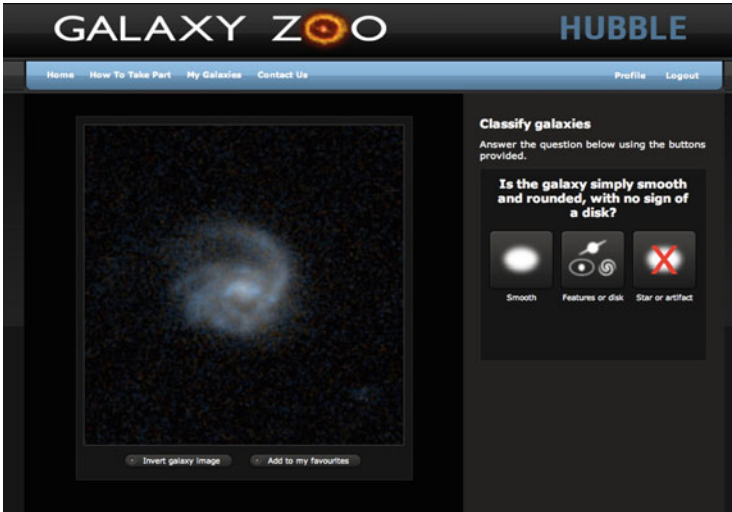 GALAXY ZOO
HUBBLE
Home How To Take Part My Galaxies Contact Us Profile Logout
Classify galaxies
Answer the question below using the buttons
provided.
Is the galaxy simply smooth
and rounded, with no sign of
a disk?
Smooth Features or disk Star or artifact
Invert galaxy image Add to my favourites